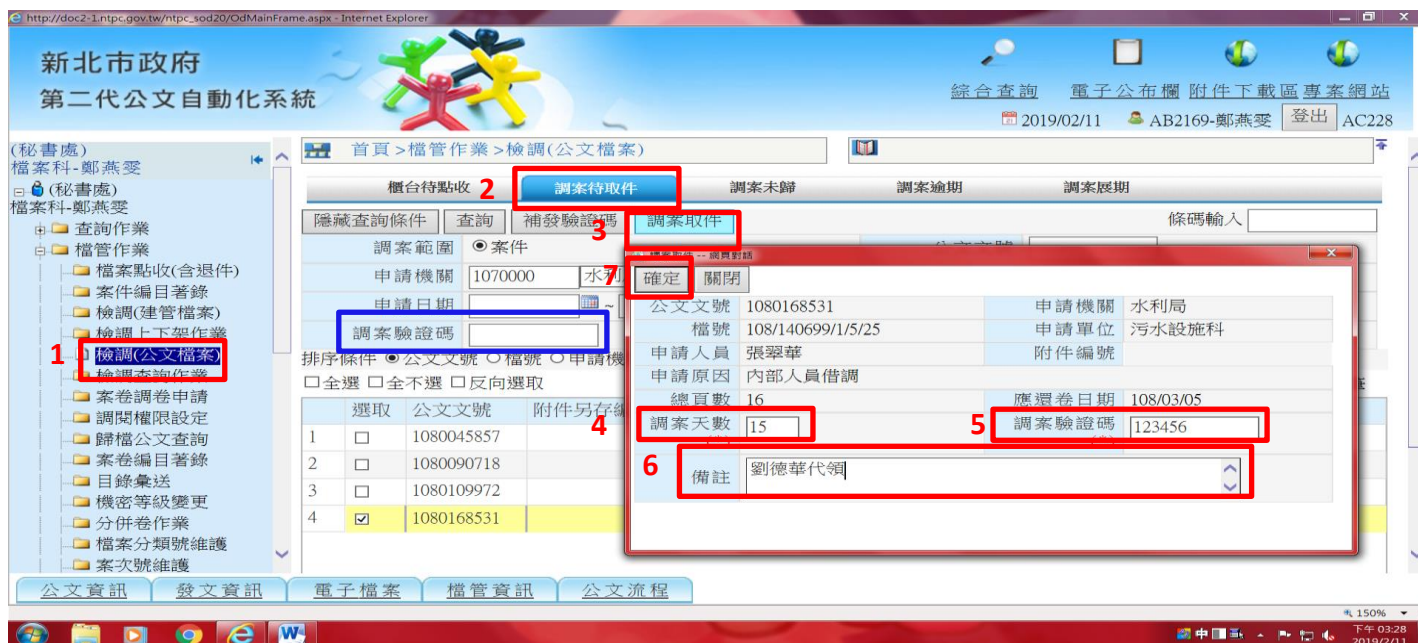 http://doc2-1.ntpc.gov.tw/ntpc_sod20/OdMainFrame.aspx - Internet Explorer
新北市政府
第二代公文自動化系統
綜合查詢 電子公布欄 附件下載區 專案網站
2019/02/11 AB2169-鄭燕雯 登出 AC228
(秘書處)
檔案科-鄭燕雯
(秘書處)
檔案科-鄭燕雯
查詢作業
檔管作業
檔案點收(含退件)
案件編目著錄
檢調(建管檔案)
檢調上下架作業
1 檢調(公文檔案)
檢調查詢作業
案卷調卷申請
調閱權限設定
歸檔公文查詢
案卷編目著錄
目錄彙送
機密等級變更
分併卷作業
檔案分類號維護
案次號維護
首頁>檔管作業>檢調(公文檔案)
櫃台待點收 2 調案待取件 調案未歸 調案逾期 調案展期
隱藏查詢條件 查詢 補發驗證碼 3 調案取件 條碼輸入
調案範圍 案件 公文文號
申請機關 1070000 水利
申請日期 ~
調案驗證碼
排序條件 公文文號 檔號 申請機
全選 全不選 反向選取
選取 公文文號 附件另存編
1 1080045857
2 1080090718
3 1080109972
4 1080168531
-- 網頁對話
7 確定 關閉
公文文號 1080168531 申請機關 水利局
檔號 108/140699/1/5/25 申請單位 污水設施科
申請人員 張翠華 附件編號
申請原因 內部人員借調
總頁數 16 應還卷日期 108/03/05
4 調案天數 15 5 調案驗證碼 123456
6 備註 劉德華代領
公文資訊 發文資訊 電子檔案 檔管資訊 公文流程
150%
中
下午 03:28
2019/2/11